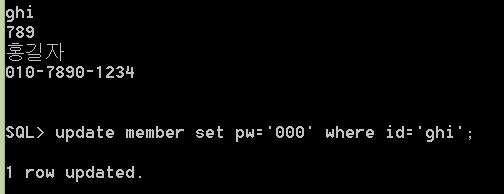 ghi
789
홍길자
010-7890-1234
SQL> update member set pw='000' where id='ghi';
1 row updated.